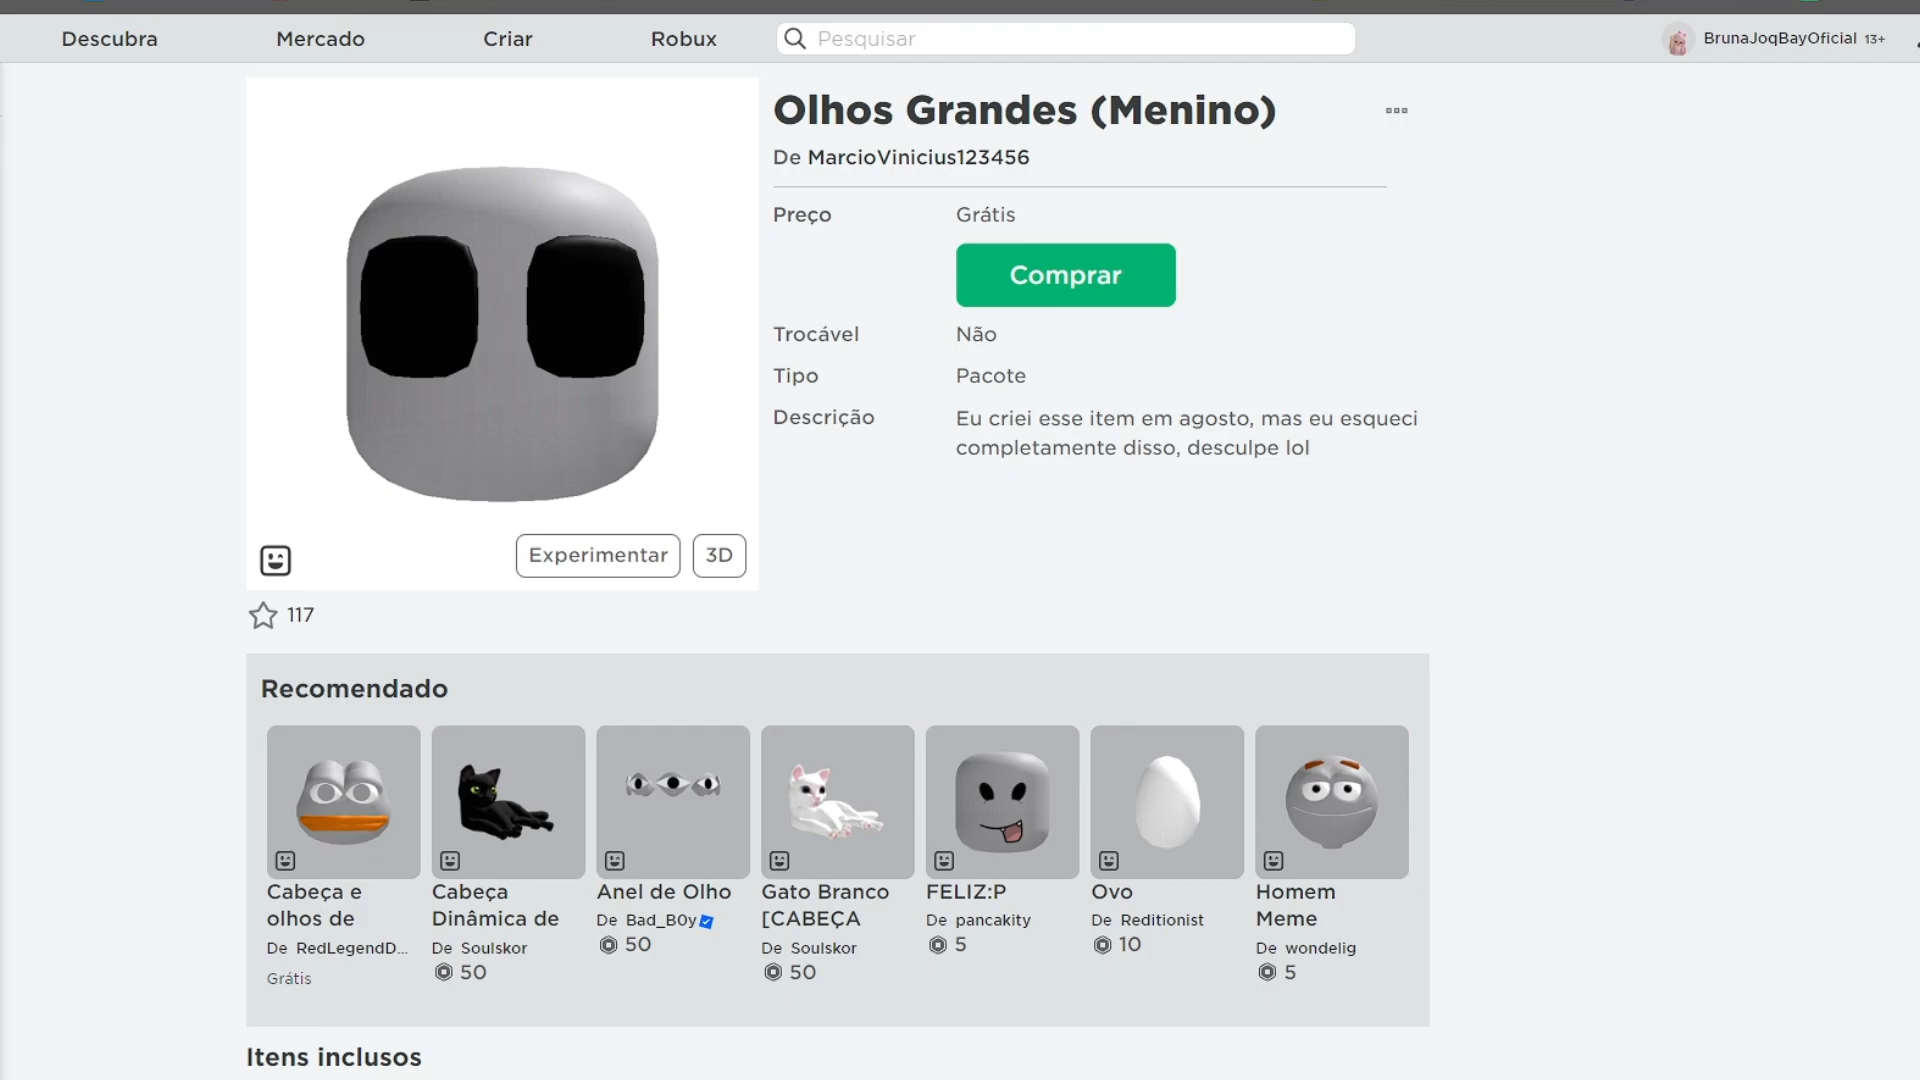 Descubra
Mercado
Criar
Robux
Pesquisar
BrunaJoqBayOficial 13+
Olhos Grandes (Menino)
De MarcioVinicius123456
Preço
Grátis
Comprar
Trocável
Não
Tipo
Pacote
Descrição
Eu criei esse item em agosto, mas eu esqueci
completamente disso, desculpe lol
Experimentar
3D
117
Recomendado
Cabeça e
olhos de
De RedLegendD...
Grátis
Cabeça
Dinâmica de
De Soulskor
50
Anel de Olho
De Bad_B0y
50
Gato Branco
[CABEÇA
De Soulskor
50
FELIZ:P
De pancakity
5
Ovo
De Reditionist
10
Homem
Meme
De wondelig
5
Itens inclusos